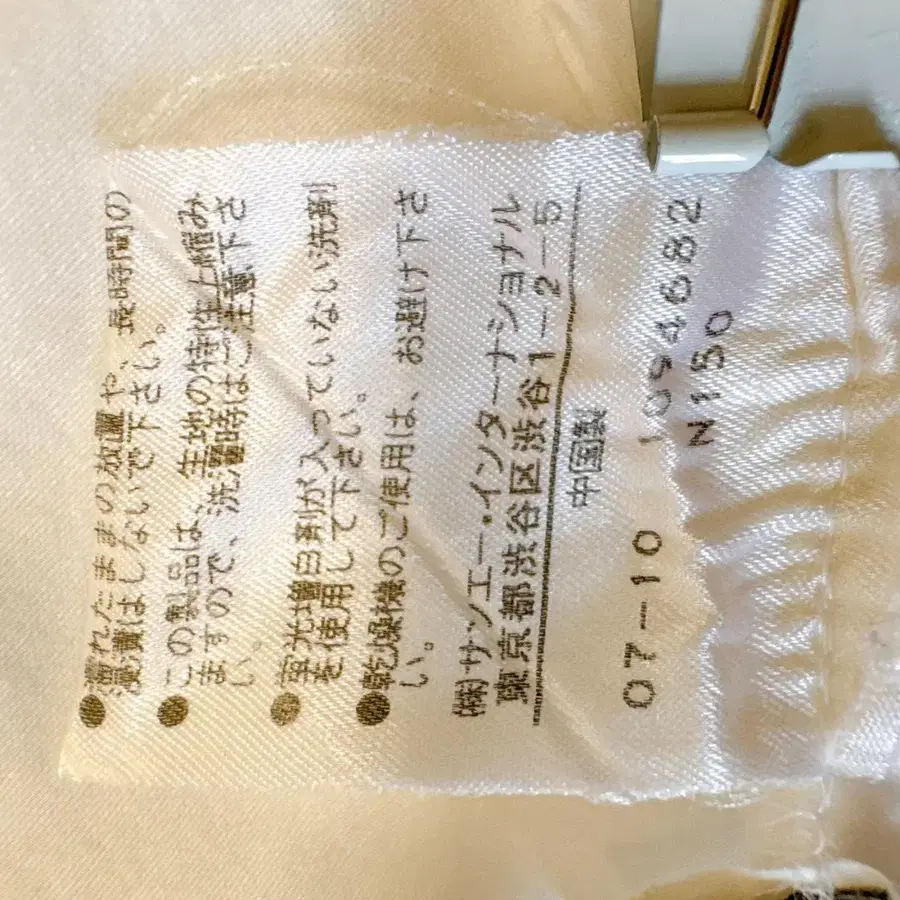 ●濡れたままの放置や、長時間の
浸漬はしないで下さい。
●この製品は、生地の特性上縮み
ますので、洗濯時はご注意下さ
い
●蛍光増白剤が入っていない洗剤
を使用して下さい。
●乾燥機のご使用は、お避け下さ
い。
㈱サンエー・インターナショナル
東京都渋谷区渋谷1-2-5
中国製
07-10 1094682
N150